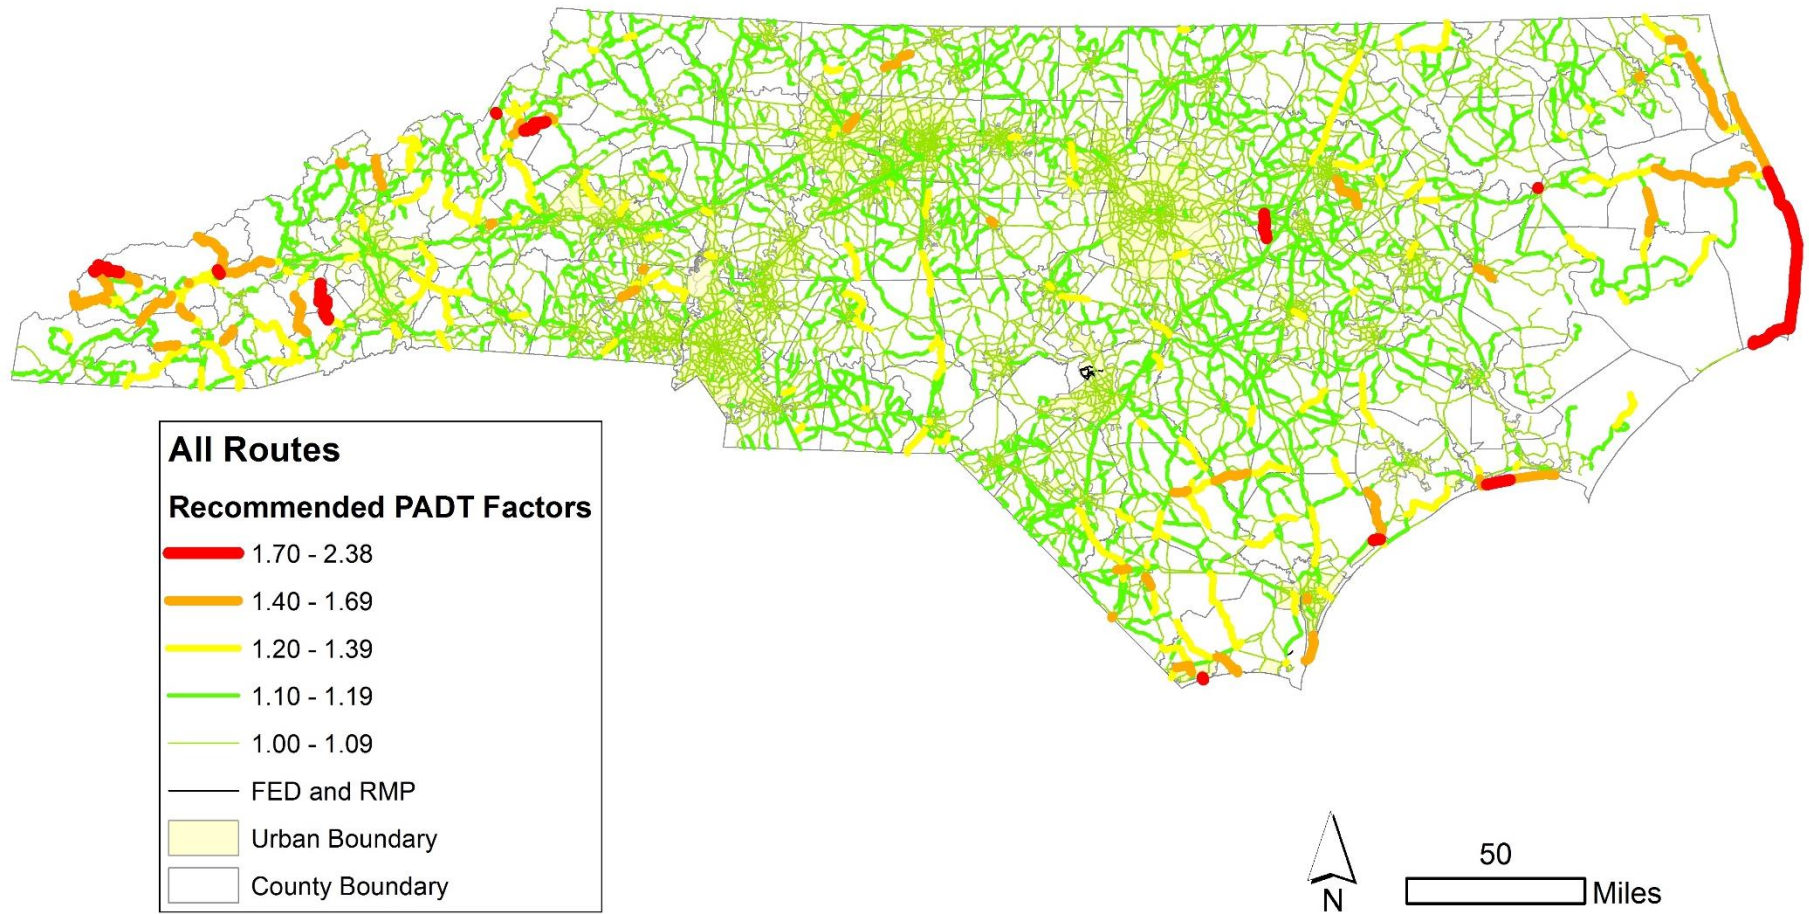 All Routes
Recommended PADT Factors
1.70 - 2.38
1.40 - 1.69
1.20 - 1.39
1.10 - 1.19
1.00 - 1.09
FED and RMP
Urban Boundary
County Boundary
N
50
Miles